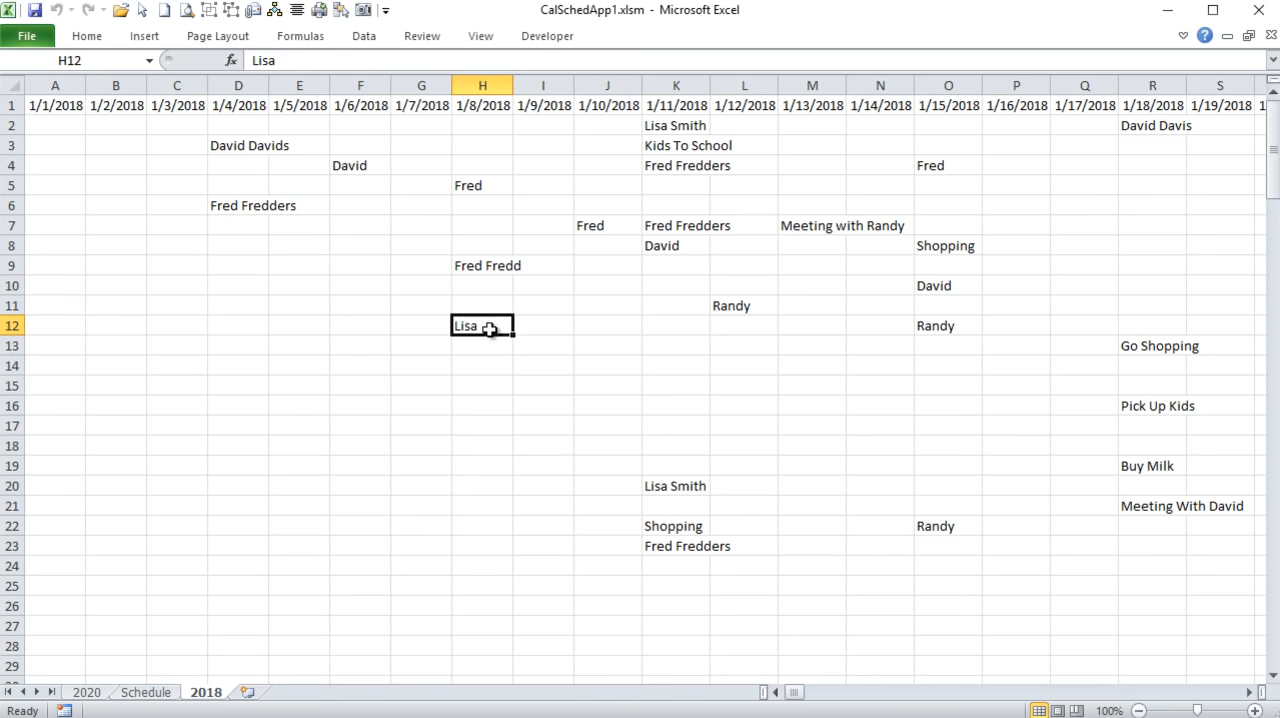 CalSchedApp1.xlsm - Microsoft Excel
File Home Insert Page Layout Formulas Data Review View Developer
H12 fx Lisa
A B C D E F G H I J K L M N O P Q R S
1 1/1/2018 1/2/2018 1/3/2018 1/4/2018 1/5/2018 1/6/2018 1/7/2018 1/8/2018 1/9/2018 1/10/2018 1/11/2018 1/12/2018 1/13/2018 1/14/2018 1/15/2018 1/16/2018 1/17/2018 1/18/2018 1/19/2018 1
2 Lisa Smith David Davis
3 David Davids Kids To School
4 David Fred Fredders Fred
5 Fred
6 Fred Fredders
7 Fred Fred Fredders Meeting with Randy
8 David Shopping
9 Fred Fredd
10 David
11 Randy
12 Lisa Randy
13 Go Shopping
14
15
16 Pick Up Kids
17
18
19 Buy Milk
20 Lisa Smith
21 Meeting With David
22 Shopping Randy
23 Fred Fredders
24
25
26
27
28
29
2020 Schedule 2018
Ready 100%